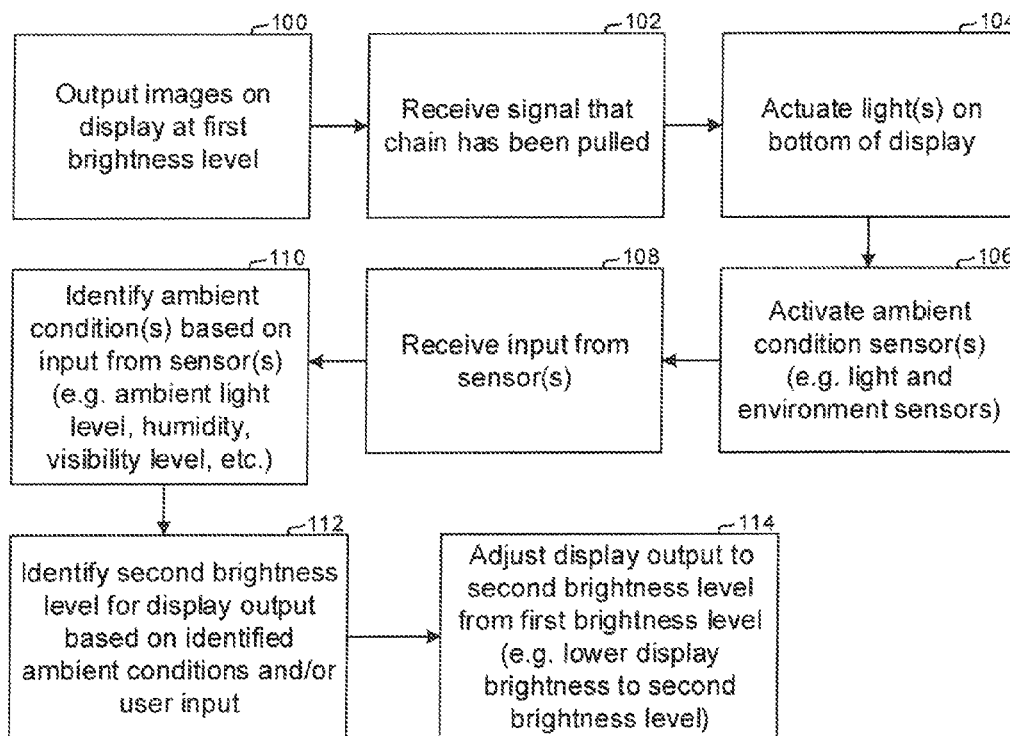 100
Output images on
display at first
brightness level
102
Receive signal that
chain has been pulled
104
Actuate light(s) on
bottom of display
106
Activate ambient
condition sensor(s)
(e.g. light and
environment sensors)
108
Receive input from
sensor(s)
110
Identify ambient
condition(s) based on
input from sensor(s)
(e.g. ambient light
level, humidity,
visibility level, etc.)
112
Identify second brightness
level for display output
based on identified
ambient conditions and/or
user input
114
Adjust display output to
second brightness level
from first brightness level
(e.g. lower display
brightness to second
brightness level)